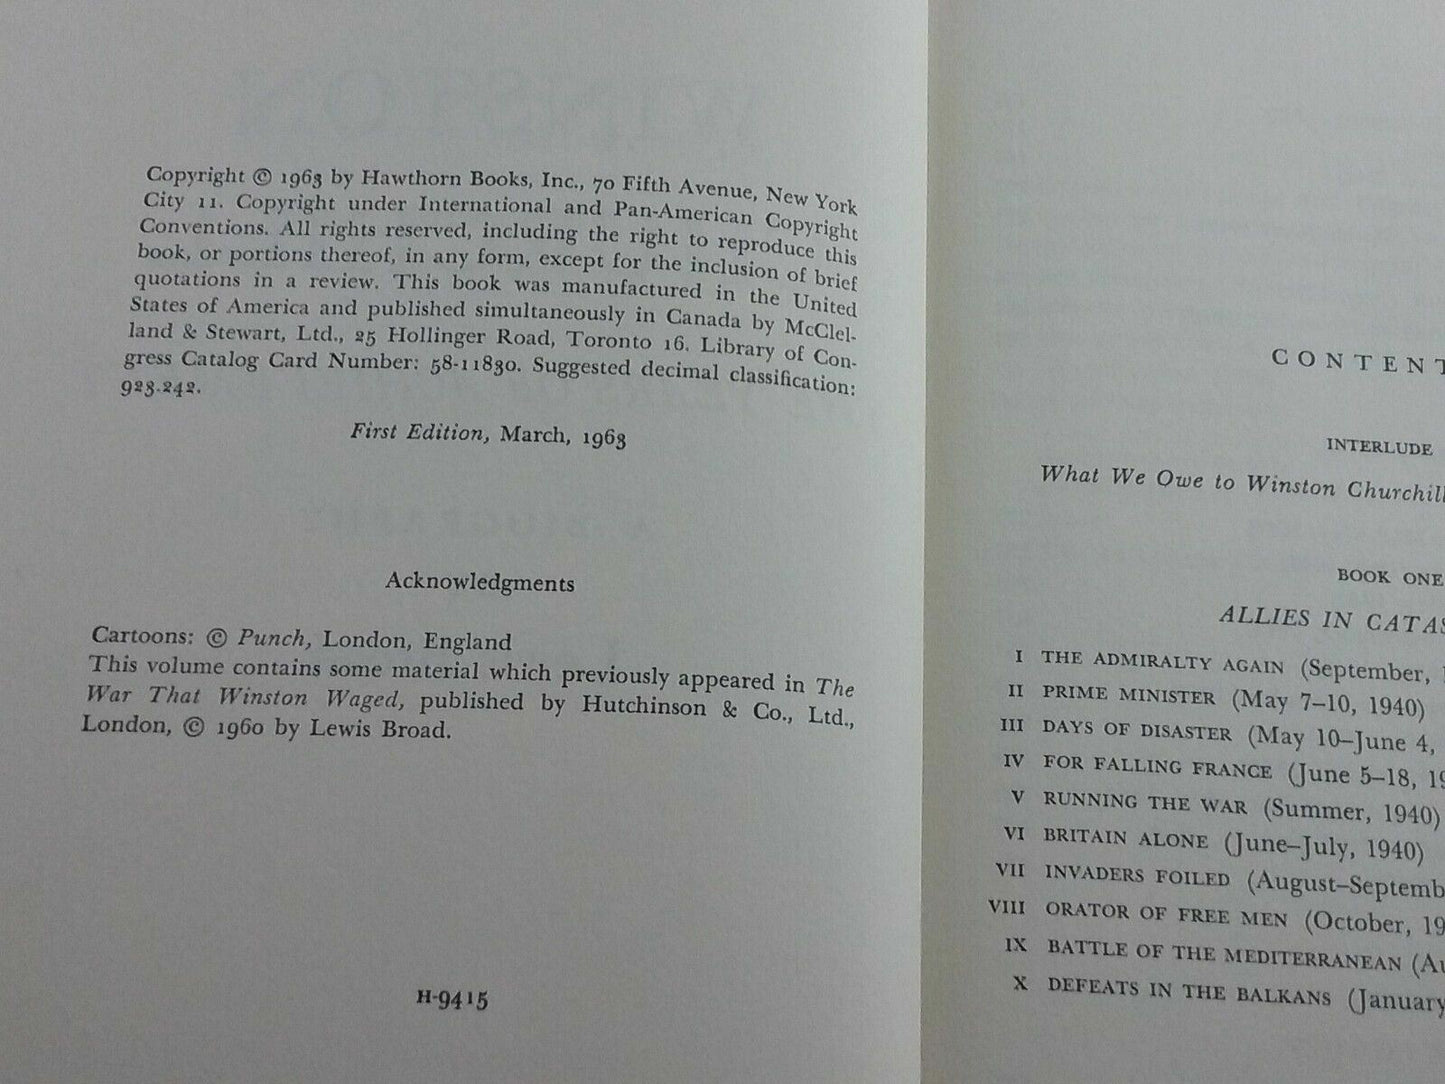 Copyright © 1963 by Hawthorn Books, Inc., 70 Fifth Avenue, New York
City 11. Copyright under International and Pan-American Copyright
Conventions. All rights reserved, including the right to reproduce this
book, or portions thereof, in any form, except for the inclusion of brief
quotations in a review. This book was manufactured in the United
States of America and published simultaneously in Canada by McClel-
land & Stewart, Ltd., 25 Hollinger Road, Toronto 16. Library of Con-
gress Catalog Card Number: 58-11830. Suggested decimal classification:
923.242.
First Edition, March, 1963
Acknowledgments
Cartoons: © Punch, London, England
This volume contains some material which previously appeared in The
War That Winston Waged, published by Hutchinson & Co., Ltd.,
London, © 1960 by Lewis Broad.
H-9415
CONTENT
INTERLUDE
What We Owe to Winston Churchill
BOOK ONE
ALLIES IN CATAS
I THE ADMIRALTY AGAIN (September,
II PRIME MINISTER (May 7–10, 1940)
III DAYS OF DISASTER (May 10–June 4,
IV FOR FALLING FRANCE (June 5–18, 19
V RUNNING THE WAR (Summer, 1940)
VI BRITAIN ALONE (June–July, 1940)
VII INVADERS FOILED (August–Septemb
VIII ORATOR OF FREE MEN (October, 19
IX BATTLE OF THE MEDITERRANEAN (Au
X DEFEATS IN THE BALKANS (January